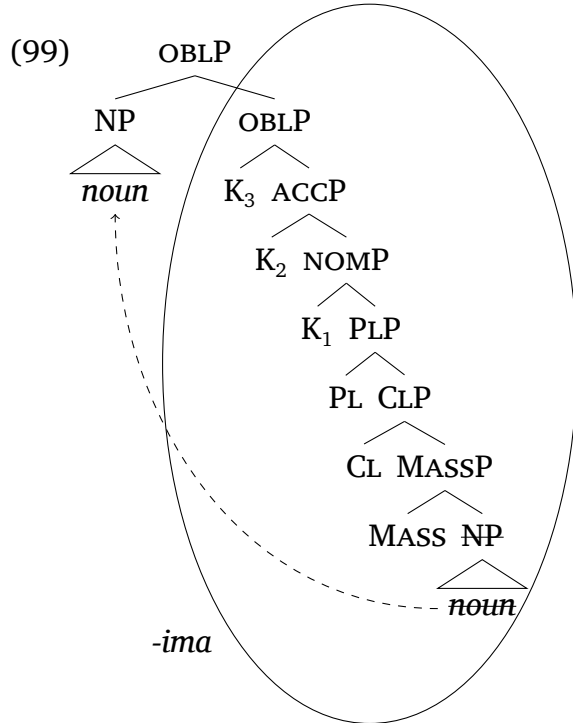 (99) OBLP
NP OBLP
noun K₃ ACCP
K₂ NOMP
K₁ PLP
PL CLP
CL MASSP
MASS NP
noun
-ima